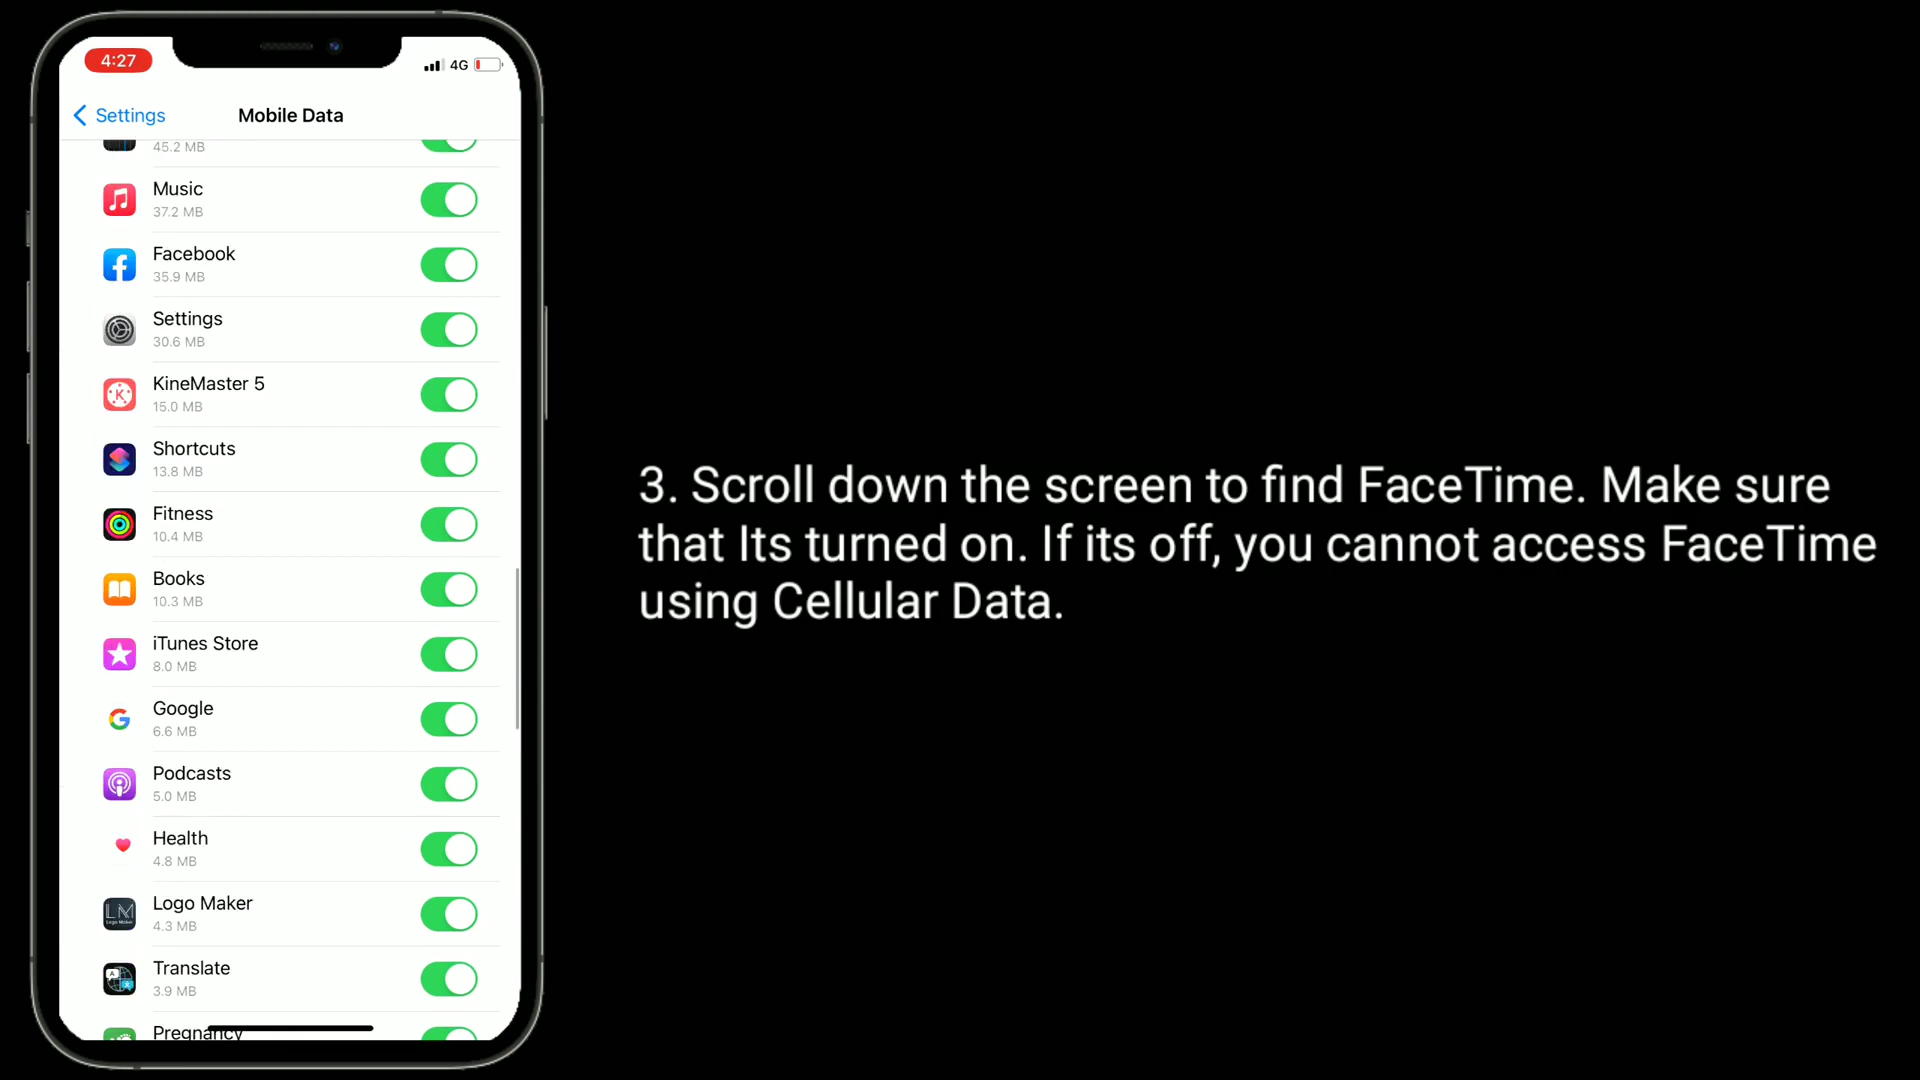 4:27
4G
Settings
Mobile Data
45.2 MB
Music
37.2 MB
Facebook
35.9 MB
Settings
30.6 MB
KineMaster 5
15.0 MB
Shortcuts
13.8 MB
Fitness
10.4 MB
Books
10.3 MB
iTunes Store
8.0 MB
Google
6.6 MB
Podcasts
5.0 MB
Health
4.8 MB
LM
Logo Maker
4.3 MB
Translate
3.9 MB
Pregnancy
3. Scroll down the screen to find FaceTime. Make sure
that Its turned on. If its off, you cannot access FaceTime
using Cellular Data.